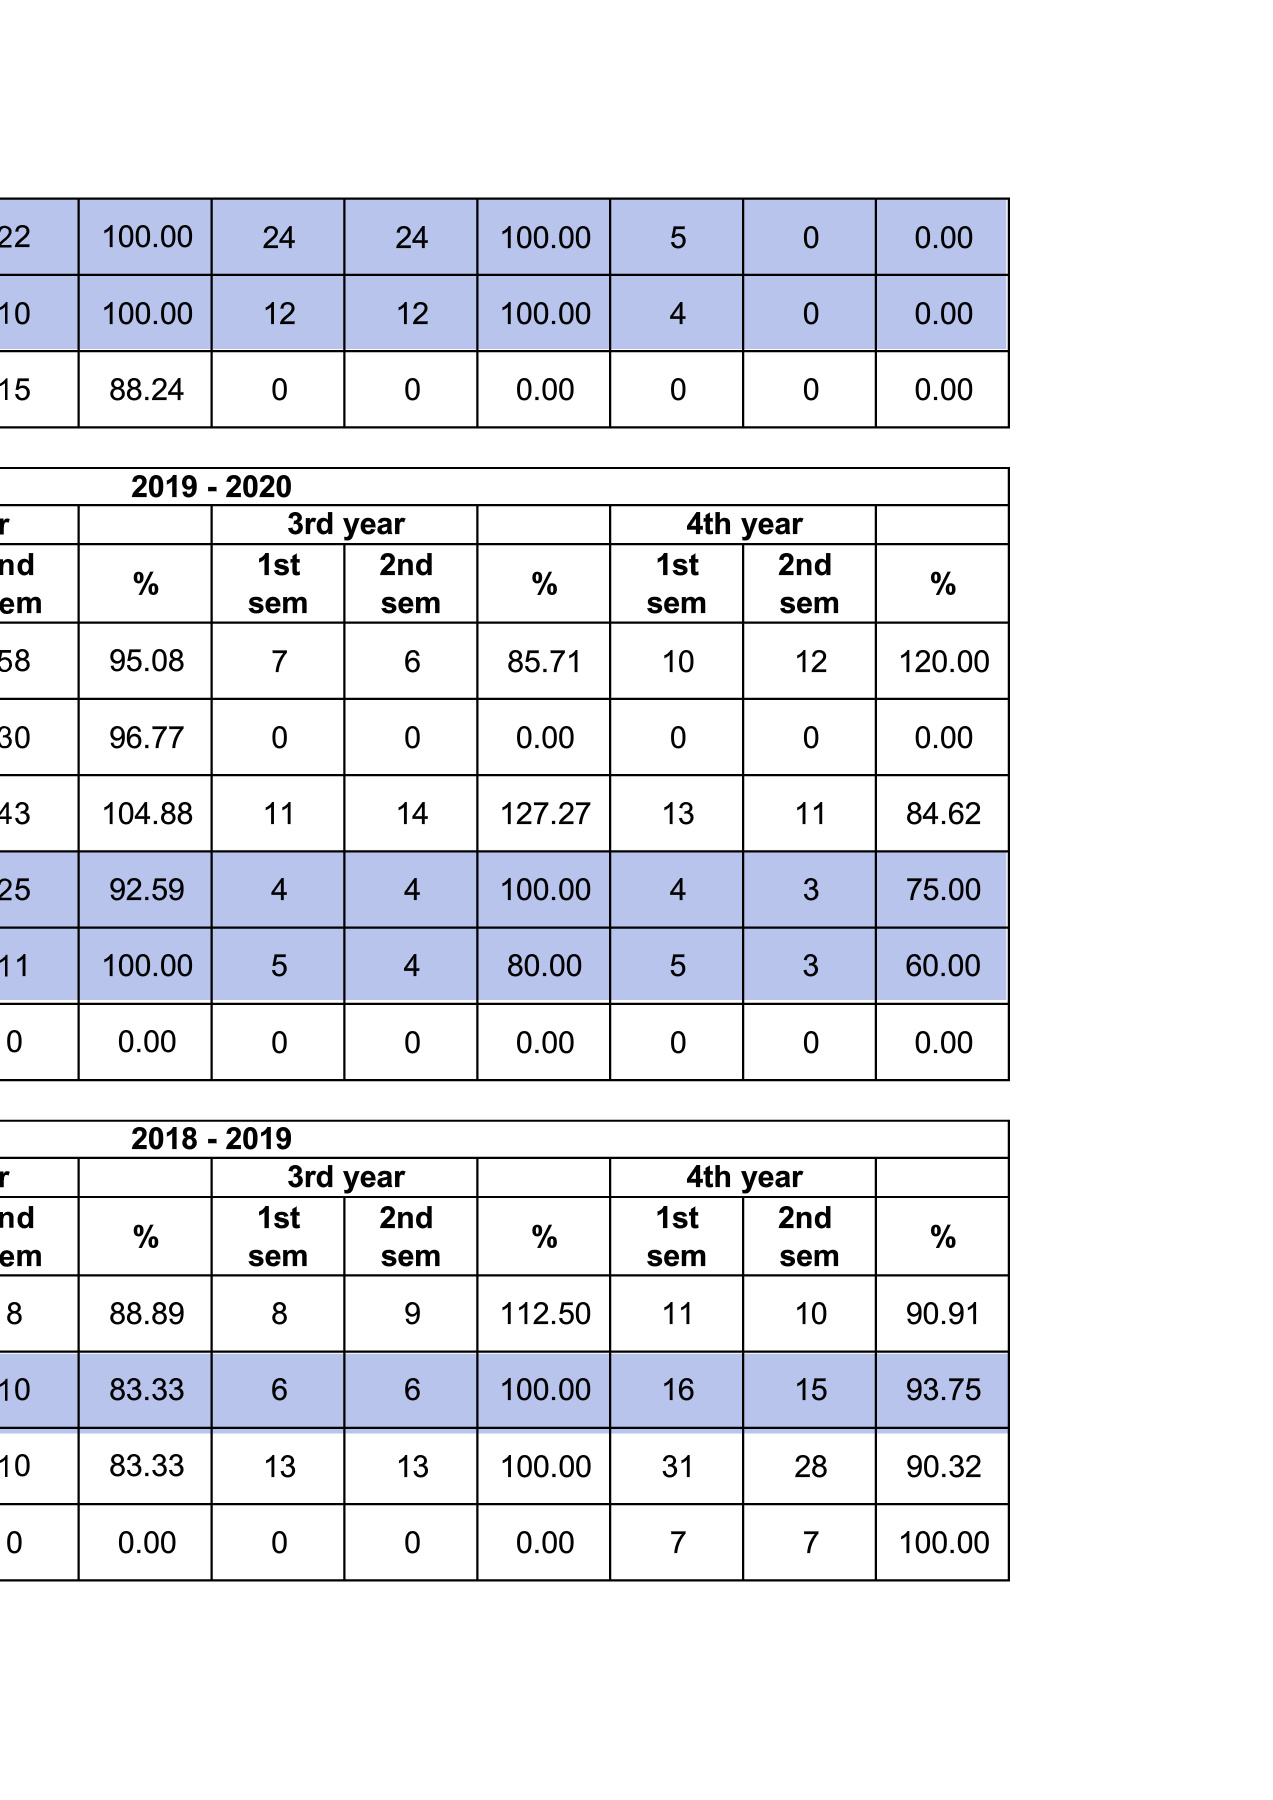 22 100.00 24 24 100.00 5 0 0.00
10 100.00 12 12 100.00 4 0 0.00
15 88.24 0 0 0.00 0 0 0.00
2019 - 2020
r 3rd year 4th year
nd % 1st 2nd % 1st 2nd %
em sem sem sem sem
58 95.08 7 6 85.71 10 12 120.00
30 96.77 0 0 0.00 0 0 0.00
43 104.88 11 14 127.27 13 11 84.62
25 92.59 4 4 100.00 4 3 75.00
11 100.00 5 4 80.00 5 3 60.00
0 0.00 0 0 0.00 0 0 0.00
2018 - 2019
r 3rd year 4th year
nd % 1st 2nd % 1st 2nd %
em sem sem sem sem
8 88.89 8 9 112.50 11 10 90.91
10 83.33 6 6 100.00 16 15 93.75
10 83.33 13 13 100.00 31 28 90.32
0 0.00 0 0 0.00 7 7 100.00